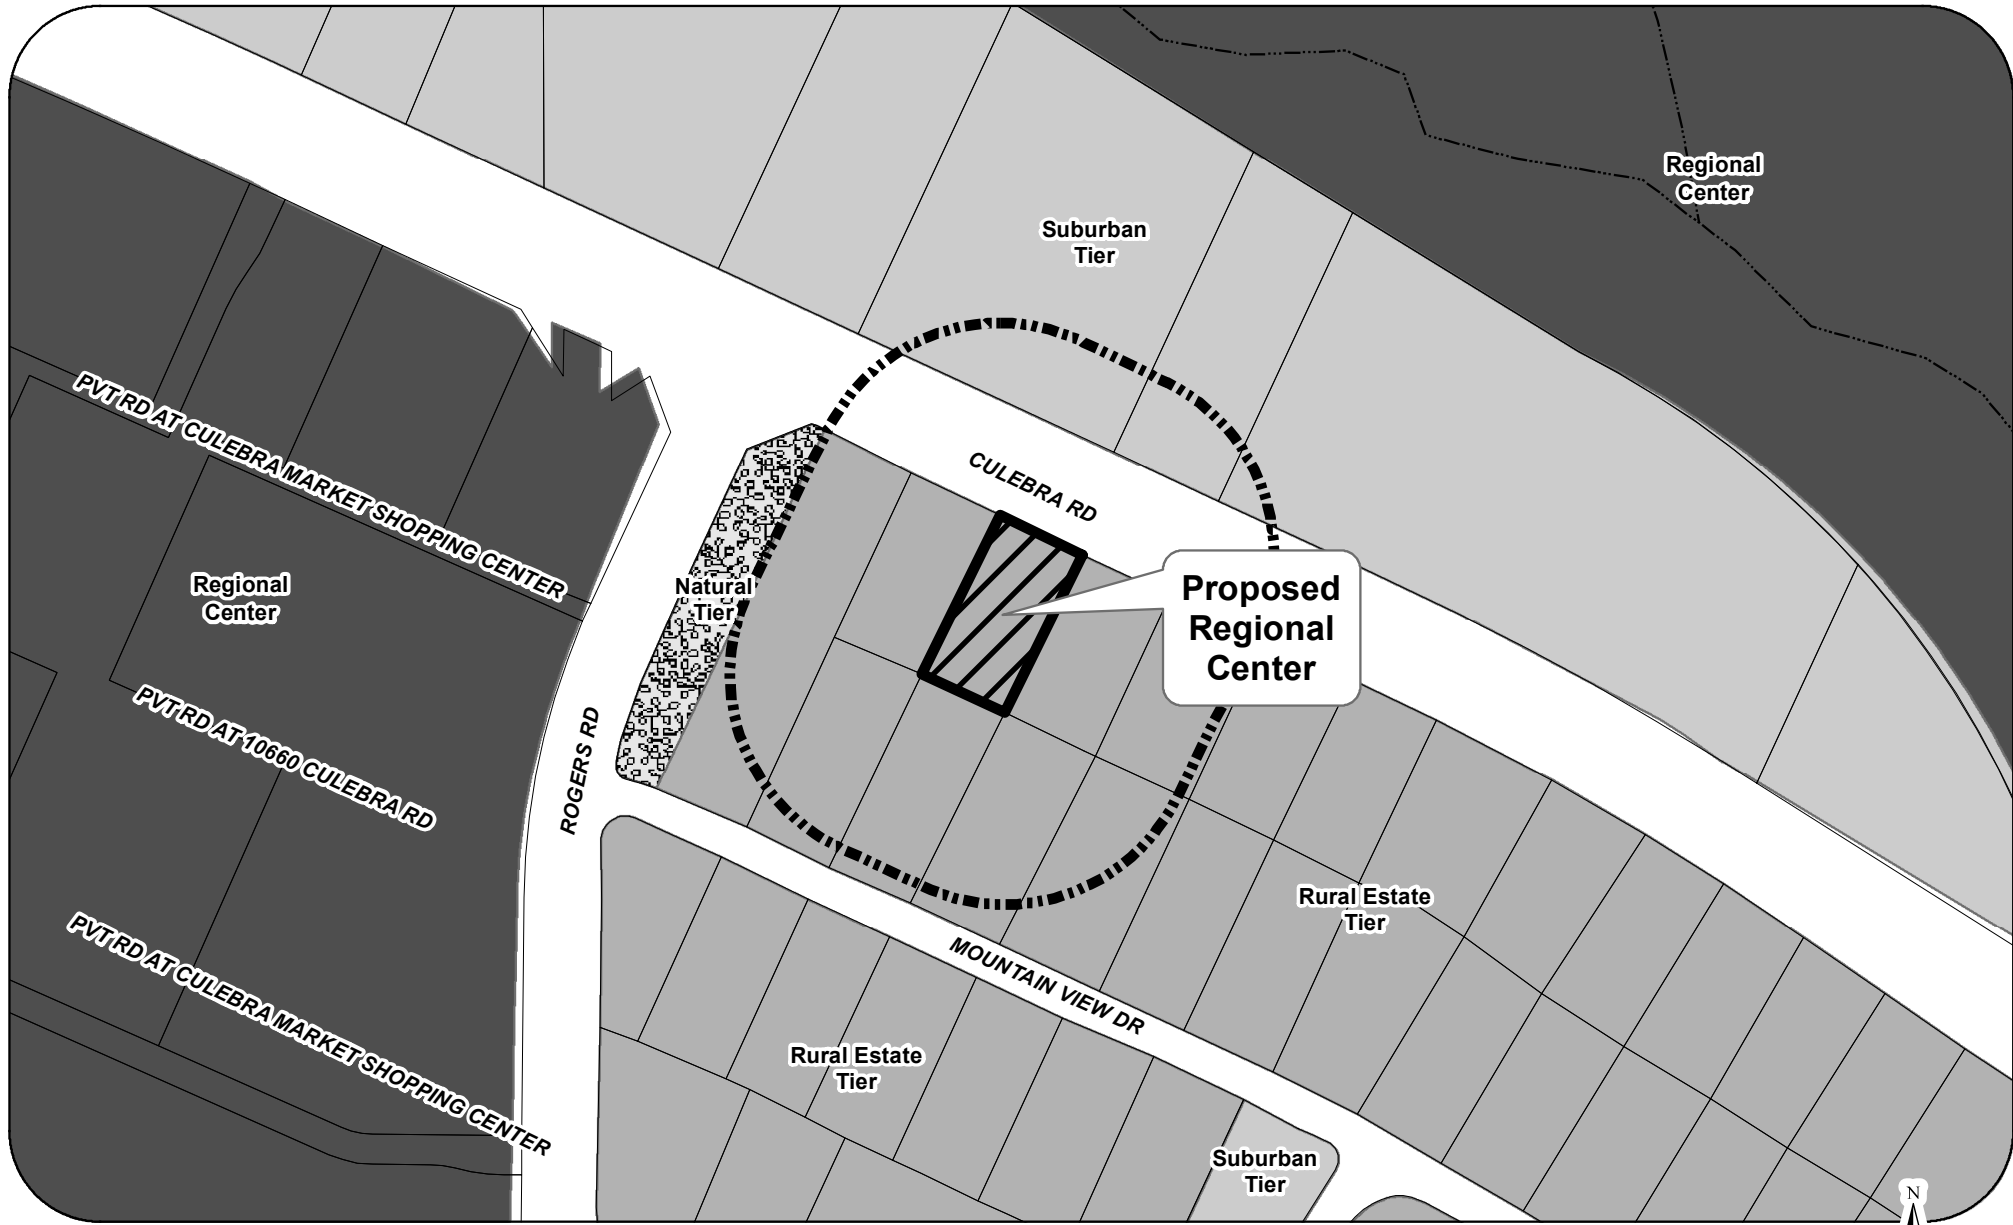 Regional
Center
Suburban
Tier
PVT RD AT CULEBRA MARKET SHOPPING CENTER
CULEBRA RD
Regional
Center
Natural
Tier
Proposed
Regional
Center
PVT RD AT 10660 CULEBRA RD
ROGERS RD
Rural Estate
Tier
PVT RD AT CULEBRA MARKET SHOPPING CENTER
MOUNTAIN VIEW DR
Rural Estate
Tier
Suburban
Tier
N